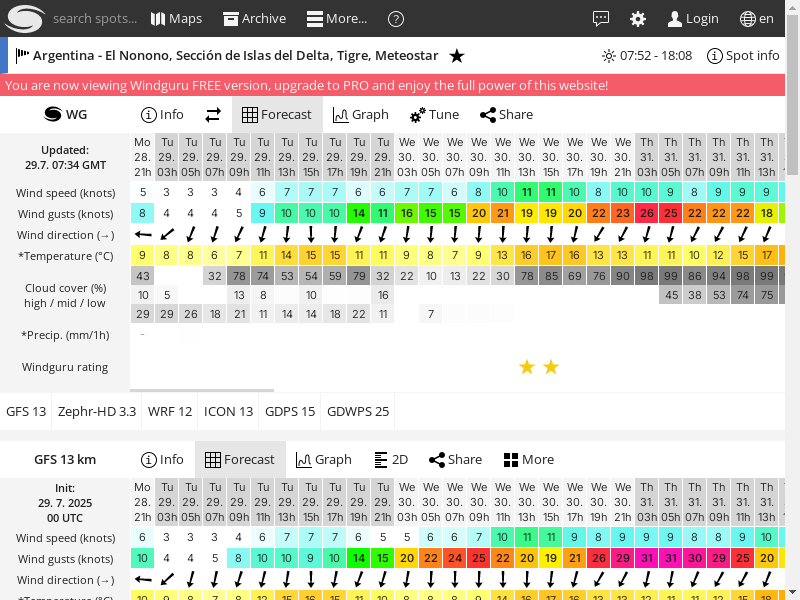 search spots... Maps Archive More... ? Login en
Argentina - El Nonono, Sección de Islas del Delta, Tigre, Meteostar ★ 07:52 - 18:08 Spot info
You are now viewing Windguru FREE version, upgrade to PRO and enjoy the full power of this website!
WG Info Forecast Graph Tune Share
Updated:
29.7. 07:34 GMT
Mo Tu Tu Tu Tu Tu Tu Tu Tu Tu Tu We We We We We We We We We We Th Th Th Th Th Th
28. 29. 29. 29. 29. 29. 29. 29. 29. 29. 29. 30. 30. 30. 30. 30. 30. 30. 30. 30. 30. 31. 31. 31. 31. 31. 31.
21h 03h 05h 07h 09h 11h 13h 15h 17h 19h 21h 03h 05h 07h 09h 11h 13h 15h 17h 19h 21h 03h 05h 07h 09h 11h 13h
Wind speed (knots) 5 3 3 3 4 6 7 7 7 6 6 7 7 6 8 10 11 11 10 8 10 10 9 8 9 9 9
Wind gusts (knots) 8 4 4 4 5 9 10 10 10 14 11 16 15 15 20 21 19 19 20 22 23 26 25 22 22 22 18
Wind direction (→)
*Temperature (°C) 9 8 8 6 7 11 14 15 15 11 11 9 8 7 9 13 16 17 16 13 13 11 11 10 12 15 17
Cloud cover (%)
high / mid / low
43 32 78 74 53 54 59 79 32 22 10 13 22 30 78 85 69 76 90 98 99 86 94 98 99
10 5 13 8 10 16 45 38 53 74 75
29 29 26 18 21 11 14 14 18 22 11 7
*Precip. (mm/1h) -
Windguru rating ★ ★
GFS 13 Zephr-HD 3.3 WRF 12 ICON 13 GDPS 15 GDWPS 25
GFS 13 km Info Forecast Graph 2D Share More
Init:
29. 7. 2025
00 UTC
Mo Tu Tu Tu Tu Tu Tu Tu Tu Tu Tu We We We We We We We We We We Th Th Th Th Th Th
28. 29. 29. 29. 29. 29. 29. 29. 29. 29. 29. 30. 30. 30. 30. 30. 30. 30. 30. 30. 30. 31. 31. 31. 31. 31. 31.
21h 03h 05h 07h 09h 11h 13h 15h 17h 19h 21h 03h 05h 07h 09h 11h 13h 15h 17h 19h 21h 03h 05h 07h 09h 11h 13h
Wind speed (knots) 6 3 3 3 4 6 7 7 7 6 5 5 6 6 7 10 11 11 9 8 9 9 9 8 8 9 10
Wind gusts (knots) 10 4 4 5 8 10 10 9 10 14 15 20 22 24 25 22 20 19 21 26 29 31 31 30 29 25 20
Wind direction (→)